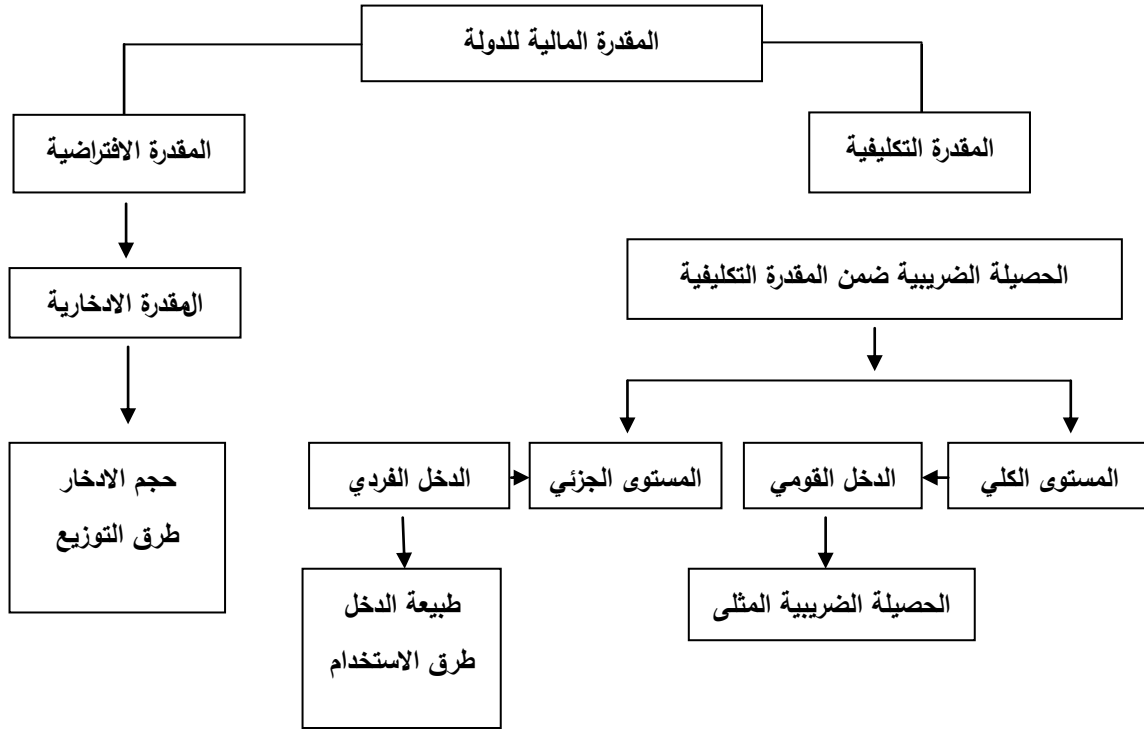 المقدرة المالية للدولة
المقدرة التكليفية
المقدرة الافتراضية
الحصيلة الضريبية ضمن المقدرة التكليفية
المقدرة الادخارية
المستوى الكلي
الدخل القومي
المستوى الجزئي
الدخل الفردي
حجم الادخار
طرق التوزيع
الحصيلة الضريبية المثلى
طبيعة الدخل
طرق الاستخدام